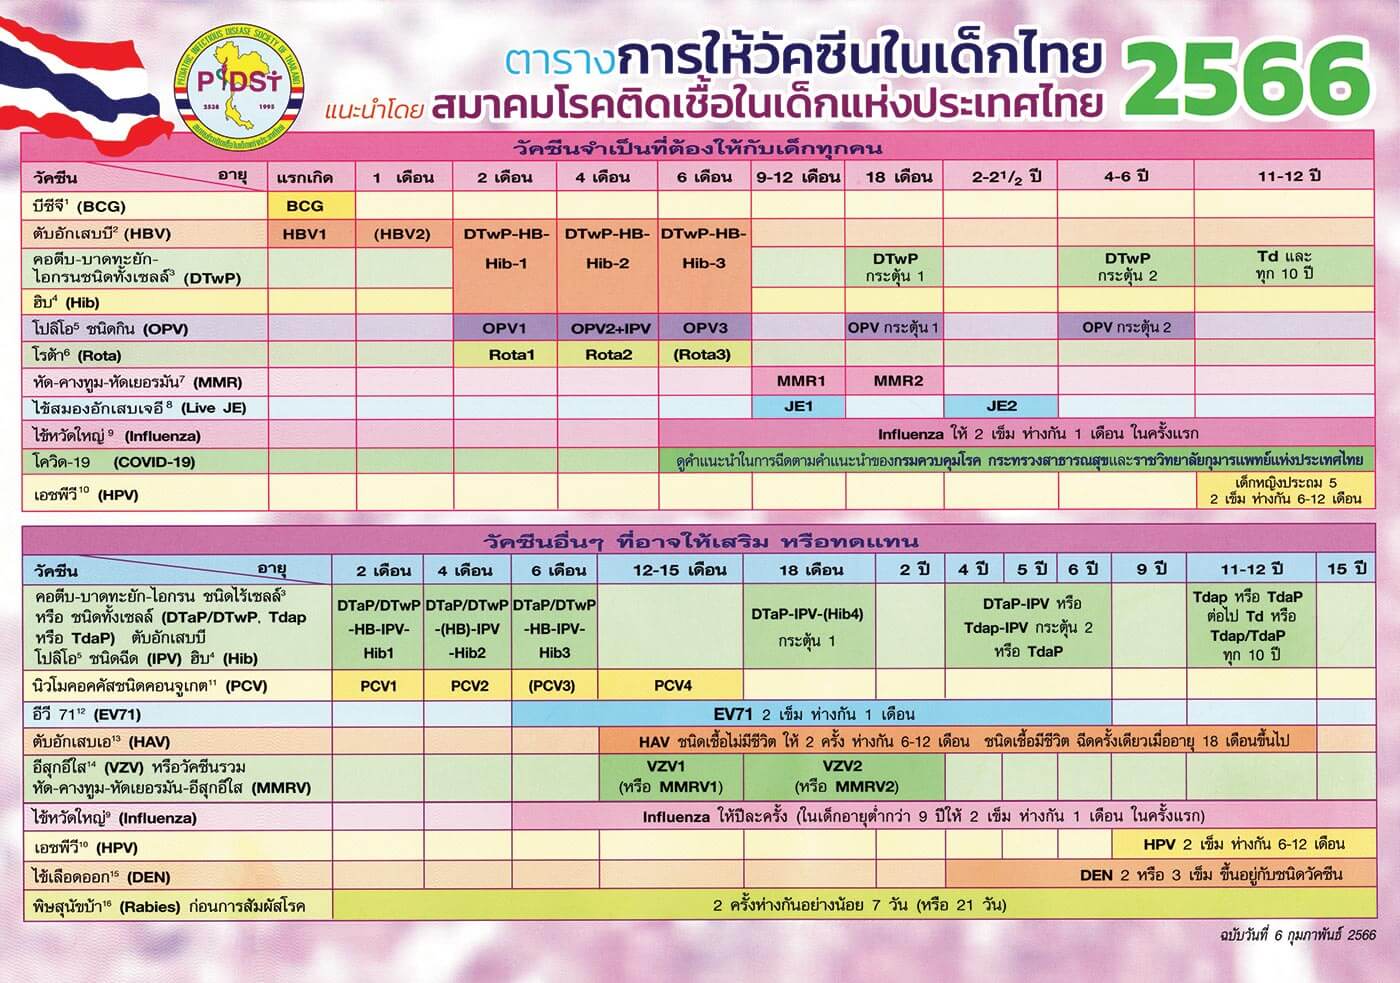 PEDIATRIC INFECTIOUS DISEASE SOCIETY OF THAILAND
PIDST
2538 1995
สมาคมโรคติดเชื้อในเด็กแห่งประเทศไทย
ตารางการให้วัคซีนในเด็กไทย 2566
แนะนำโดย สมาคมโรคติดเชื้อในเด็กแห่งประเทศไทย
วัคซีนจำเป็นที่ต้องให้กับเด็กทุกคน
วัคซีน อายุ แรกเกิด 1 เดือน 2 เดือน 4 เดือน 6 เดือน 9-12 เดือน 18 เดือน 2-2 1/2 ปี 4-6 ปี 11-12 ปี
บีซีจี¹ (BCG) BCG
ตับอักเสบบี² (HBV) HBV1 (HBV2) DTwP-HB- DTwP-HB- DTwP-HB-
Hib-1 Hib-2 Hib-3
คอตีบ-บาดทะยัก-
ไอกรนชนิดทั้งเซลล์³ (DTwP) DTwP
กระตุ้น 1 DTwP
กระตุ้น 2 Td และ
ทุก 10 ปี
ฮิบ⁴ (Hib)
โปลิโอ⁵ ชนิดกิน (OPV) OPV1 OPV2+IPV OPV3 OPV กระตุ้น 1 OPV กระตุ้น 2
โรต้า⁶ (Rota) Rota1 Rota2 (Rota3)
หัด-คางทูม-หัดเยอรมัน⁷ (MMR) MMR1 MMR2
ไข้สมองอักเสบเจอี⁸ (Live JE) JE1 JE2
ไข้หวัดใหญ่⁹ (Influenza) Influenza ให้ 2 เข็ม ห่างกัน 1 เดือน ในครั้งแรก
โควิด-19 (COVID-19) ดูคำแนะนำในการฉีดตามคำแนะนำของกรมควบคุมโรค กระทรวงสาธารณสุขและราชวิทยาลัยกุมารแพทย์แห่งประเทศไทย
เอชพีวี¹⁰ (HPV) เด็กหญิงประถม 5
2 เข็ม ห่างกัน 6-12 เดือน
วัคซีนอื่นๆ ที่อาจให้เสริม หรือทดแทน
วัคซีน อายุ 2 เดือน 4 เดือน 6 เดือน 12-15 เดือน 18 เดือน 2 ปี 4 ปี 5 ปี 6 ปี 9 ปี 11-12 ปี 15 ปี
คอตีบ-บาดทะยัก-ไอกรน ชนิดไร้เซลล์³
หรือ ชนิดทั้งเซลล์ (DTaP/DTwP, Tdap
หรือ TdaP) ตับอักเสบบี
โปลิโอ⁵ ชนิดฉีด (IPV) ฮิบ⁴ (Hib)
DTaP/DTwP
-HB-IPV-
Hib1
DTaP/DTwP
-(HB)-IPV
-Hib2
DTaP/DTwP
-HB-IPV-
Hib3
DTaP-IPV-(Hib4)
กระตุ้น 1
DTaP-IPV หรือ
Tdap-IPV กระตุ้น 2
หรือ TdaP
Tdap หรือ TdaP
ต่อไป Td หรือ
Tdap/TdaP
ทุก 10 ปี
นิวโมคอคคัสชนิดคอนจูเกต¹¹ (PCV) PCV1 PCV2 (PCV3) PCV4
อีวี 71¹² (EV71) EV71 2 เข็ม ห่างกัน 1 เดือน
ตับอักเสบเอ¹³ (HAV) HAV ชนิดเชื้อไม่มีชีวิต ให้ 2 ครั้ง ห่างกัน 6-12 เดือน ชนิดเชื้อมีชีวิต ฉีดครั้งเดียวเมื่ออายุ 18 เดือนขึ้นไป
อีสุกอีใส¹⁴ (VZV) หรือวัคซีนรวม
หัด-คางทูม-หัดเยอรมัน-อีสุกอีใส (MMRV)
VZV1
(หรือ MMRV1)
VZV2
(หรือ MMRV2)
ไข้หวัดใหญ่⁹ (Influenza) Influenza ให้ปีละครั้ง (ในเด็กอายุต่ำกว่า 9 ปีให้ 2 เข็ม ห่างกัน 1 เดือน ในครั้งแรก)
เอชพีวี¹⁰ (HPV) HPV 2 เข็ม ห่างกัน 6-12 เดือน
ไข้เลือดออก¹⁵ (DEN) DEN 2 หรือ 3 เข็ม ขึ้นอยู่กับชนิดวัคซีน
พิษสุนัขบ้า¹⁶ (Rabies) ก่อนการสัมผัสโรค 2 ครั้งห่างกันอย่างน้อย 7 วัน (หรือ 21 วัน)
ฉบับวันที่ 6 กุมภาพันธ์ 2566